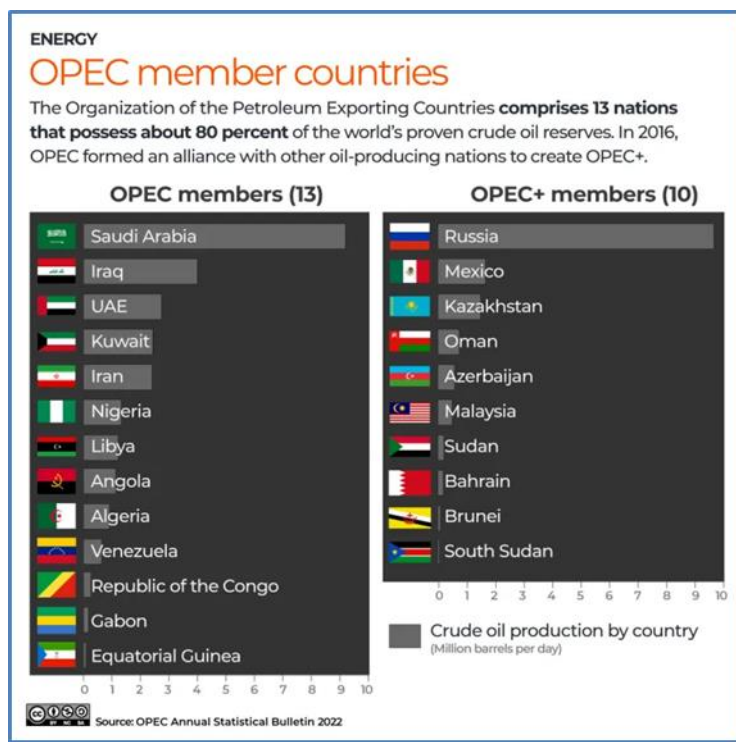 ENERGY
OPEC member countries
The Organization of the Petroleum Exporting Countries comprises 13 nations
that possess about 80 percent of the world's proven crude oil reserves. In 2016,
OPEC formed an alliance with other oil-producing nations to create OPEC+.
OPEC members (13)
Saudi Arabia
Iraq
UAE
Kuwait
Iran
Nigeria
Libya
Angola
Algeria
Venezuela
Republic of the Congo
Gabon
Equatorial Guinea
0 1 2 3 4 5 6 7 8 9 10
OPEC+ members (10)
Russia
Mexico
Kazakhstan
Oman
Azerbaijan
Malaysia
Sudan
Bahrain
Brunei
South Sudan
0 1 2 3 4 5 6 7 8 9 10
Crude oil production by country
(Million barrels per day)
CC BY NC SA
Source: OPEC Annual Statistical Bulletin 2022